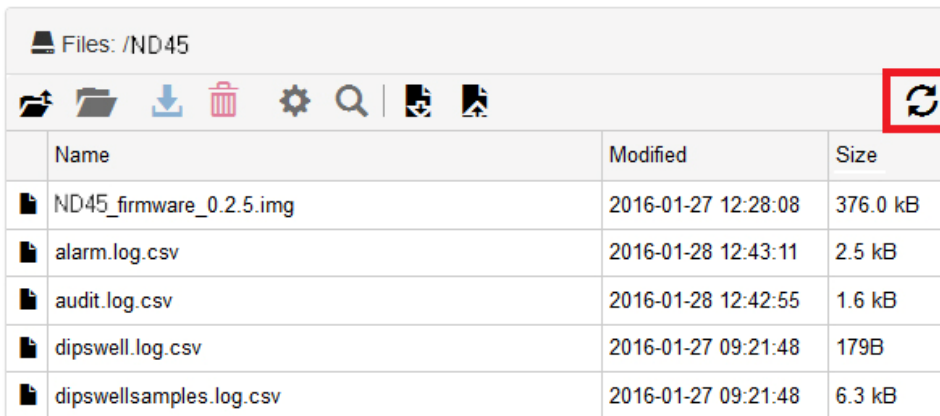 Files: /ND45
Name Modified Size
ND45_firmware_0.2.5.img 2016-01-27 12:28:08 376.0 kB
alarm.log.csv 2016-01-28 12:43:11 2.5 kB
audit.log.csv 2016-01-28 12:42:55 1.6 kB
dipswell.log.csv 2016-01-27 09:21:48 179B
dipswellsamples.log.csv 2016-01-27 09:21:48 6.3 kB